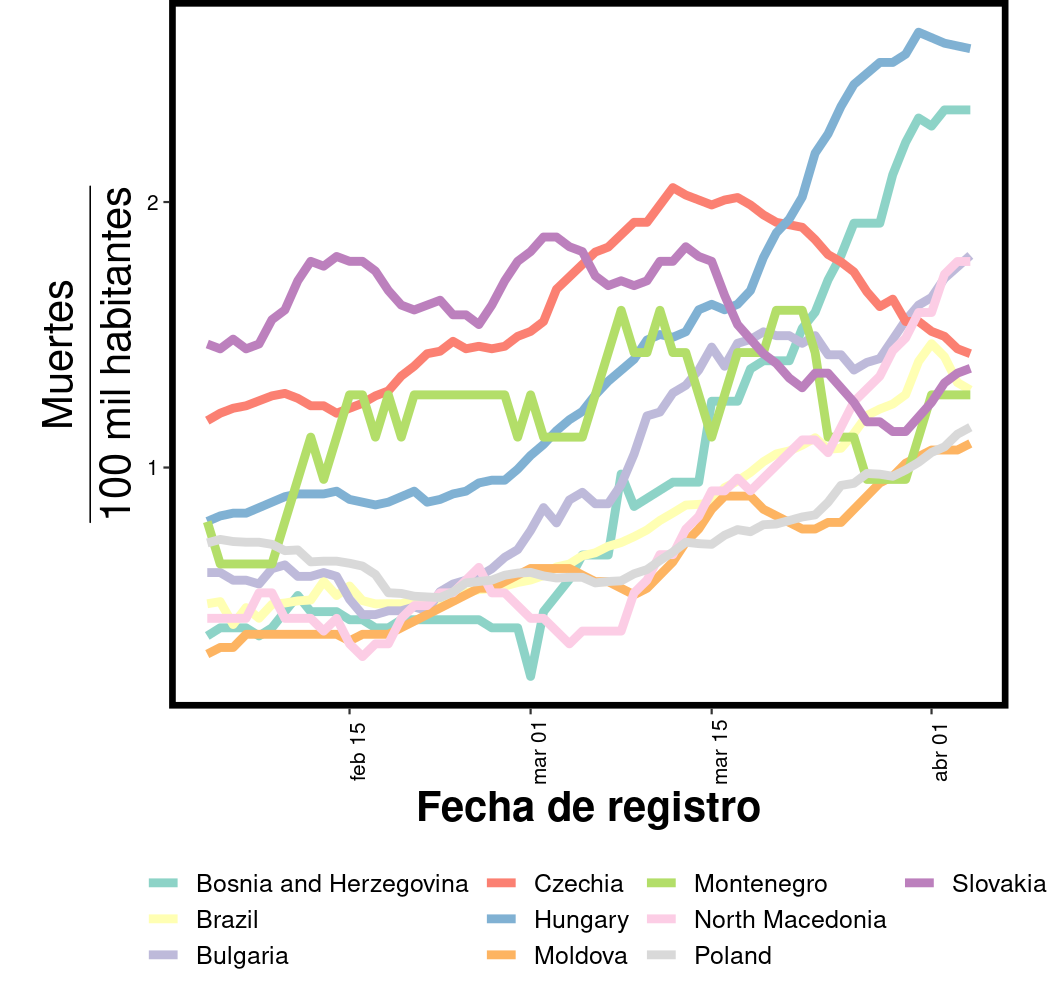 Muertes
100 mil habitantes
2
1
feb 15
mar 01
mar 15
abr 01
Fecha de registro
Bosnia and Herzegovina
Czechia
Montenegro
Slovakia
Brazil
Hungary
North Macedonia
Bulgaria
Moldova
Poland